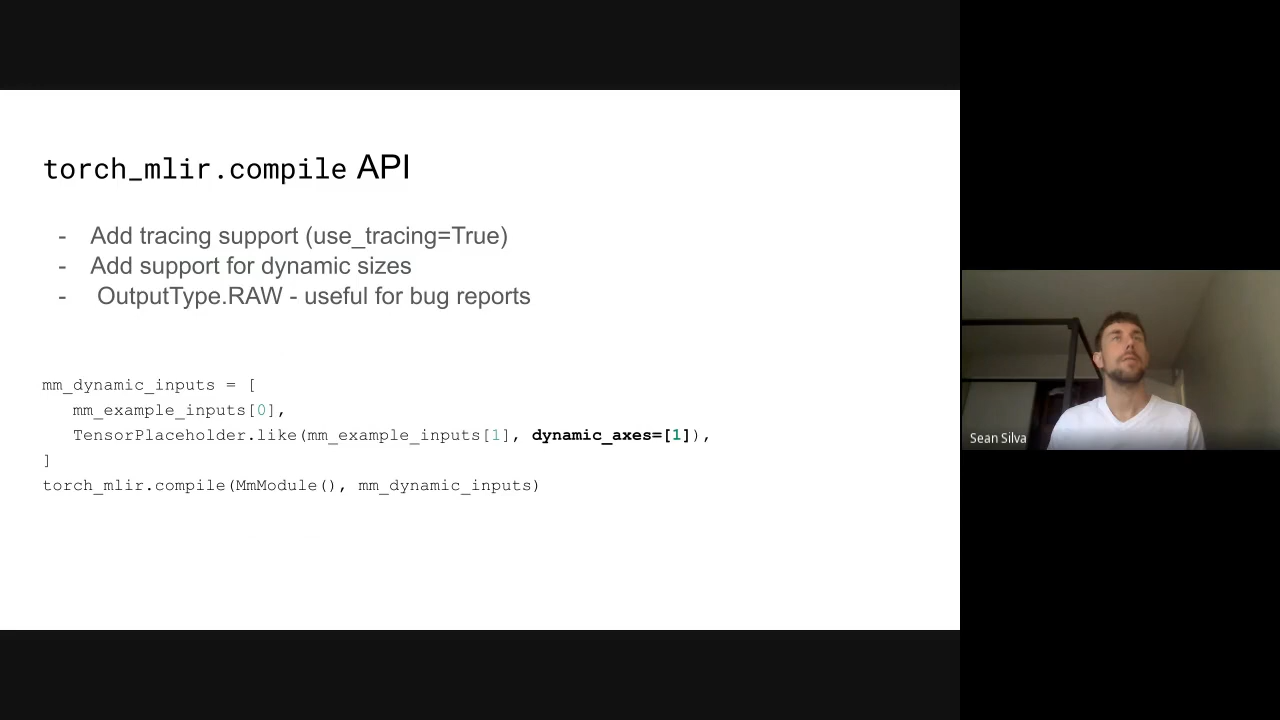 torch_mlir.compile API
- Add tracing support (use_tracing=True)
- Add support for dynamic sizes
- OutputType.RAW - useful for bug reports
mm_dynamic_inputs = [
mm_example_inputs[0],
TensorPlaceholder.like(mm_example_inputs[1], dynamic_axes=[1]),
]
torch_mlir.compile(MmModule(), mm_dynamic_inputs)
Sean Silva